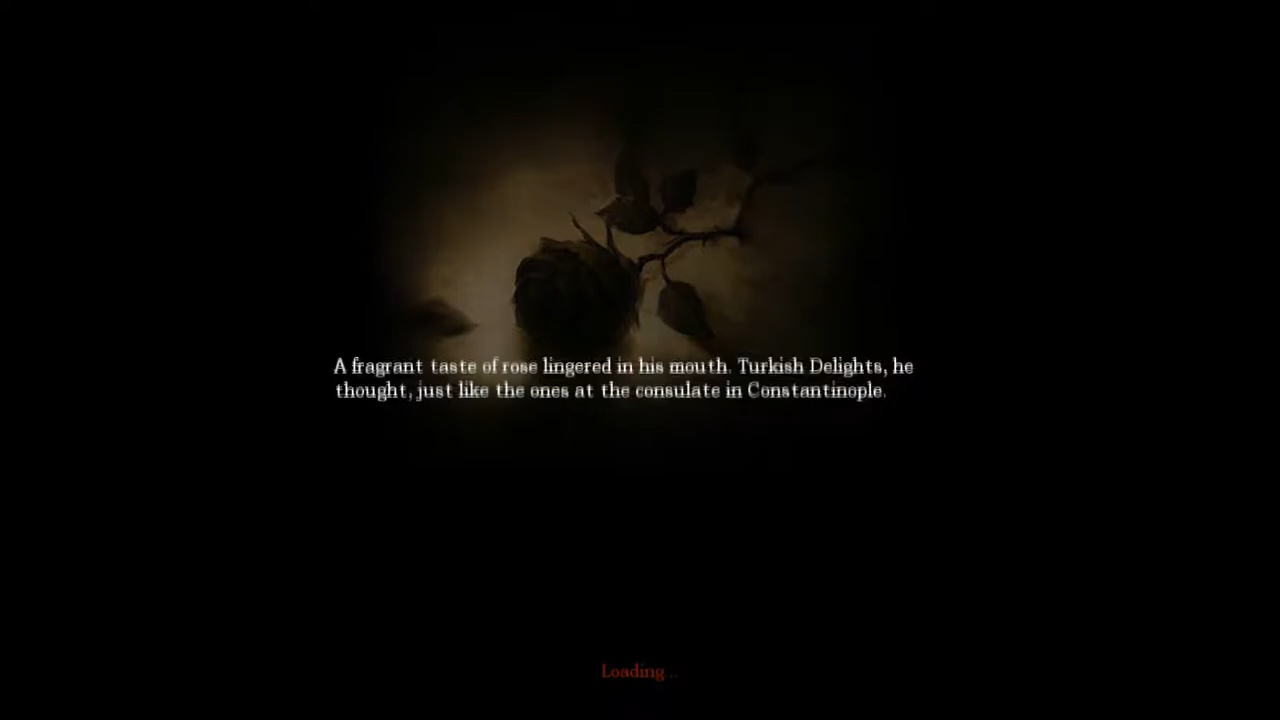 A fragrant taste of rose lingered in his mouth. Turkish Delights, he
thought, just like the ones at the consulate in Constantinople.
Loading...